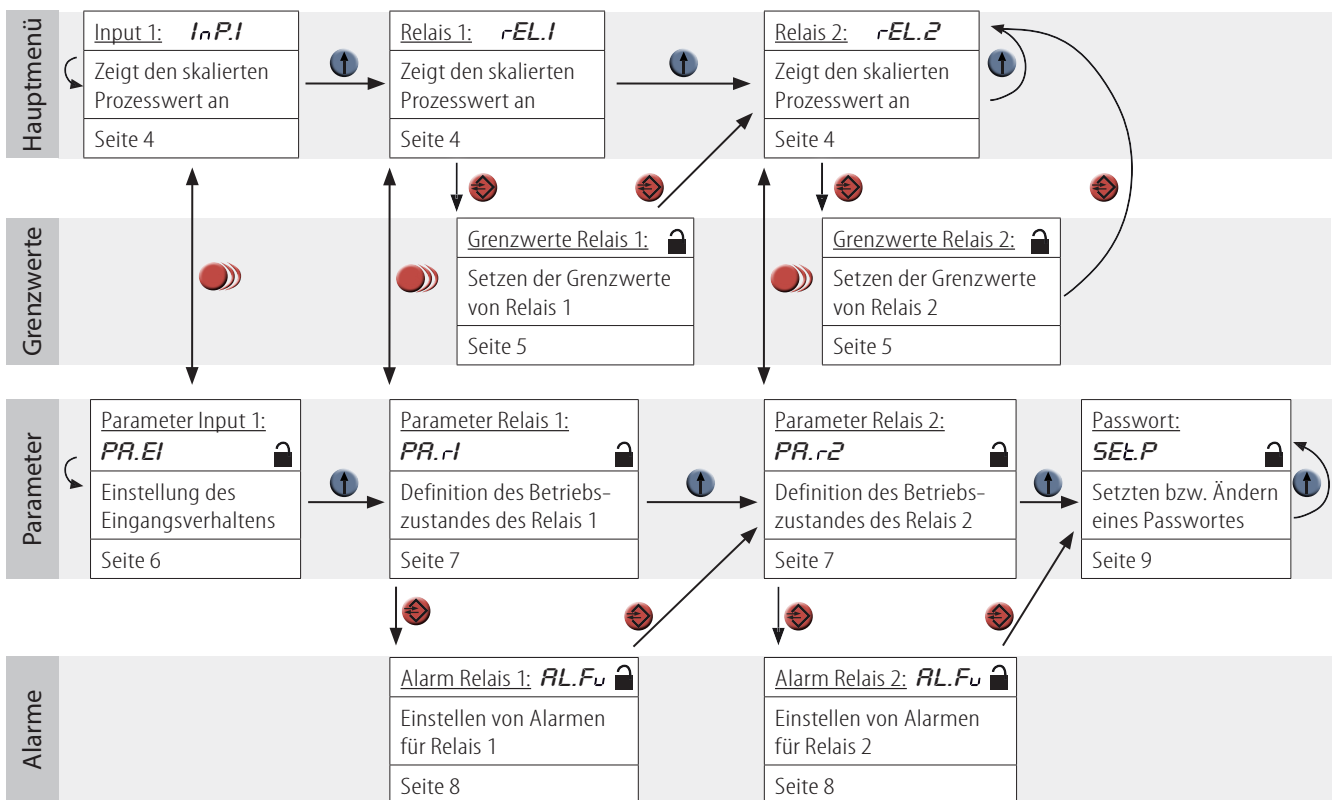 Hauptmenü
Input 1: InP.1
Zeigt den skalierten
Prozesswert an
Seite 4
Relais 1: rEL.1
Zeigt den skalierten
Prozesswert an
Seite 4
Relais 2: rEL.2
Zeigt den skalierten
Prozesswert an
Seite 4
Grenzwerte
Grenzwerte Relais 1:
Setzen der Grenzwerte
von Relais 1
Seite 5
Grenzwerte Relais 2:
Setzen der Grenzwerte
von Relais 2
Seite 5
Parameter
Parameter Input 1:
PA.E1
Einstellung des
Eingangsverhaltens
Seite 6
Parameter Relais 1:
PA.r1
Definition des Betriebs-
zustandes des Relais 1
Seite 7
Parameter Relais 2:
PA.r2
Definition des Betriebs-
zustandes des Relais 2
Seite 7
Passwort:
SEt.P
Setzten bzw. Ändern
eines Passwortes
Seite 9
Alarme
Alarm Relais 1: AL.Fu
Einstellen von Alarmen
für Relais 1
Seite 8
Alarm Relais 2: AL.Fu
Einstellen von Alarmen
für Relais 2
Seite 8